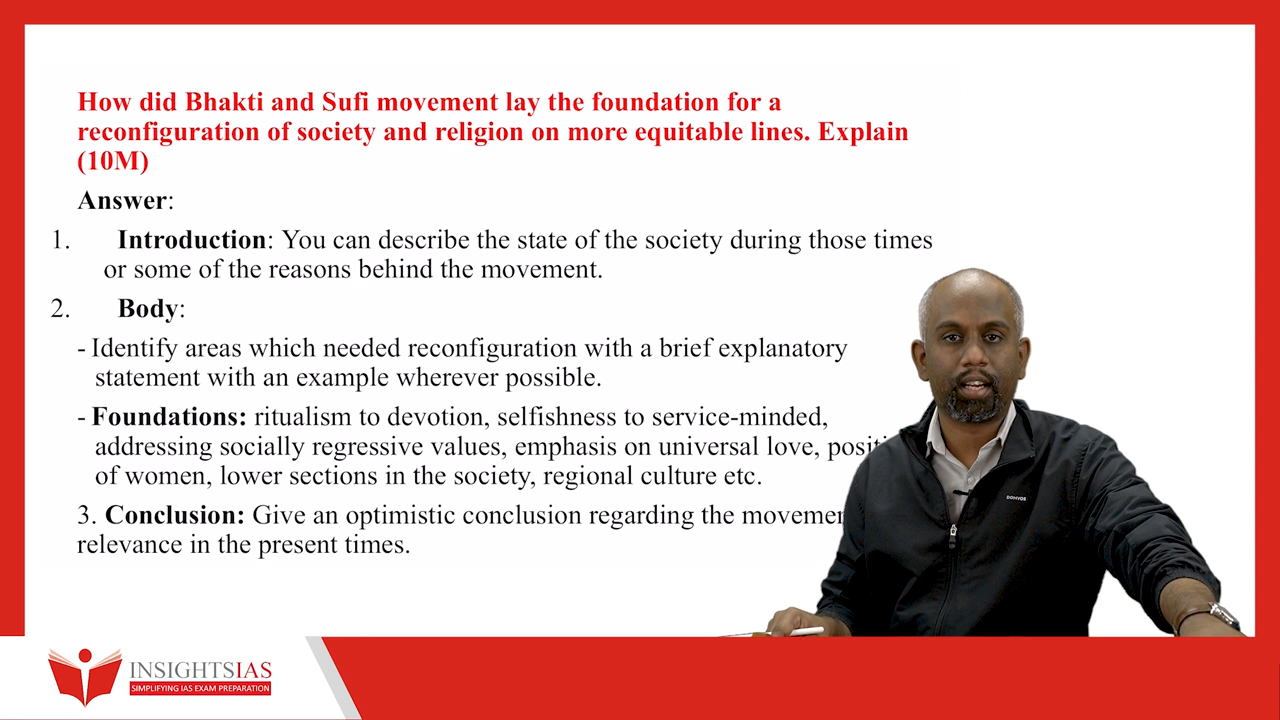 How did Bhakti and Sufi movement lay the foundation for a
reconfiguration of society and religion on more equitable lines. Explain
(10M)
Answer:
1. Introduction: You can describe the state of the society during those times
or some of the reasons behind the movement.
2. Body:
- Identify areas which needed reconfiguration with a brief explanatory
statement with an example wherever possible.
- Foundations: ritualism to devotion, selfishness to service-minded,
addressing socially regressive values, emphasis on universal love,
of women, lower sections in the society, regional culture etc.
3. Conclusion: Give an optimistic conclusion regarding the
relevance in the present times.
DOMYOS
INSIGHTSIAS
SIMPLIFYING IAS EXAM PREPARATION